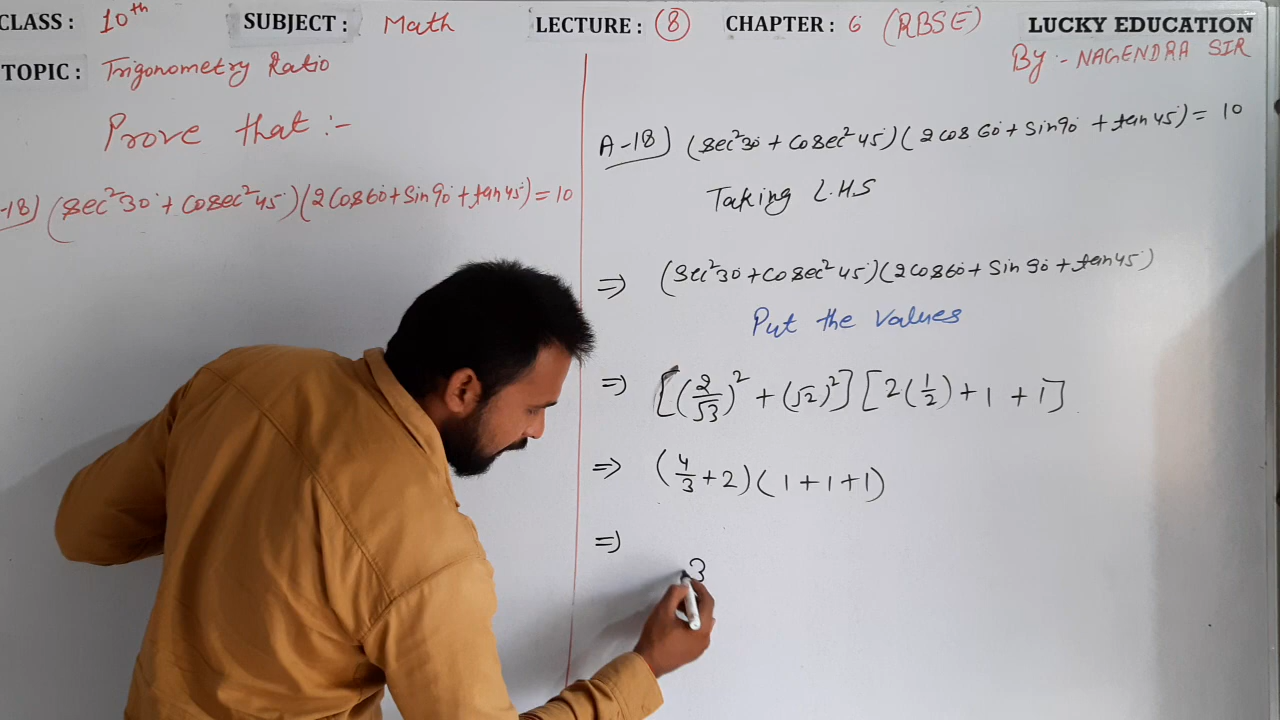 CLASS : 10th SUBJECT : Math LECTURE : (8) CHAPTER : 6 (RBSE) LUCKY EDUCATION
TOPIC : Trigonometry Ratio
By :- NAGENDRA SIR
Prove that :-
-18) (sec²30° + Cosec²45°)(2Cos60° + Sin90° + tan45°) = 10
A-18) (sec²30° + Cosec²45°)(2cos60° + Sin90° + tan45°) = 10
Taking L.H.S
⇒ (Sec²30° + Cosec²45°)(2cos60° + Sin90° + tan45°)
Put the Values
⇒ [(2/√3)² + (√2)²][2(1/2) + 1 + 1]
⇒ (4/3 + 2)(1 + 1 + 1)
⇒
3